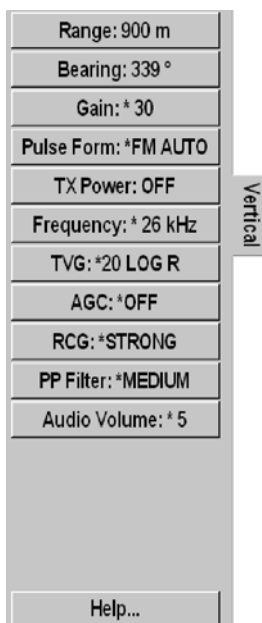 Range: 900 m
Bearing: 339 °
Gain: * 30
Pulse Form: *FM AUTO
TX Power: OFF
Frequency: * 26 kHz
TVG: *20 LOG R
AGC: *OFF
RCG: *STRONG
PP Filter: *MEDIUM
Audio Volume: * 5
Help...
Vertical